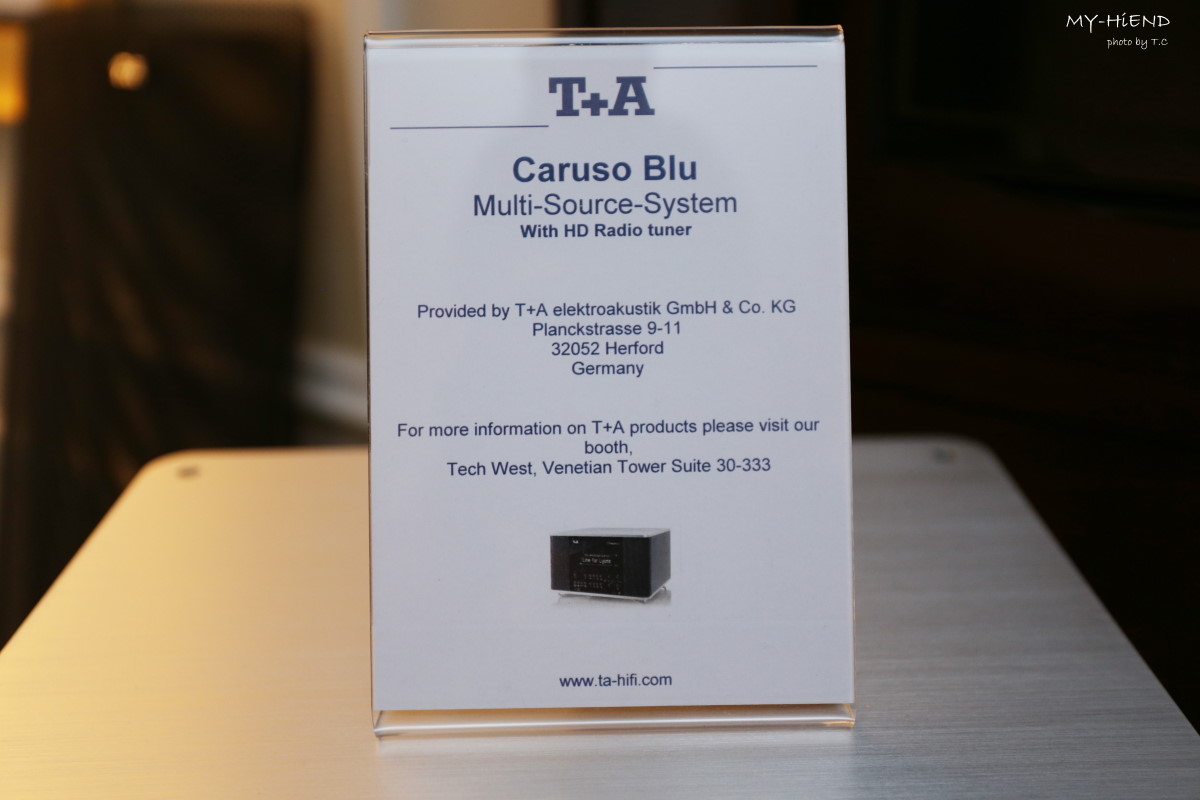 MY-HiEND
photo by T.C
T+A
Caruso Blu
Multi-Source-System
With HD Radio tuner
Provided by T+A elektroakustik GmbH & Co. KG
Planckstrasse 9-11
32052 Herford
Germany
For more information on T+A products please visit our
booth,
Tech West, Venetian Tower Suite 30-333
www.ta-hifi.com